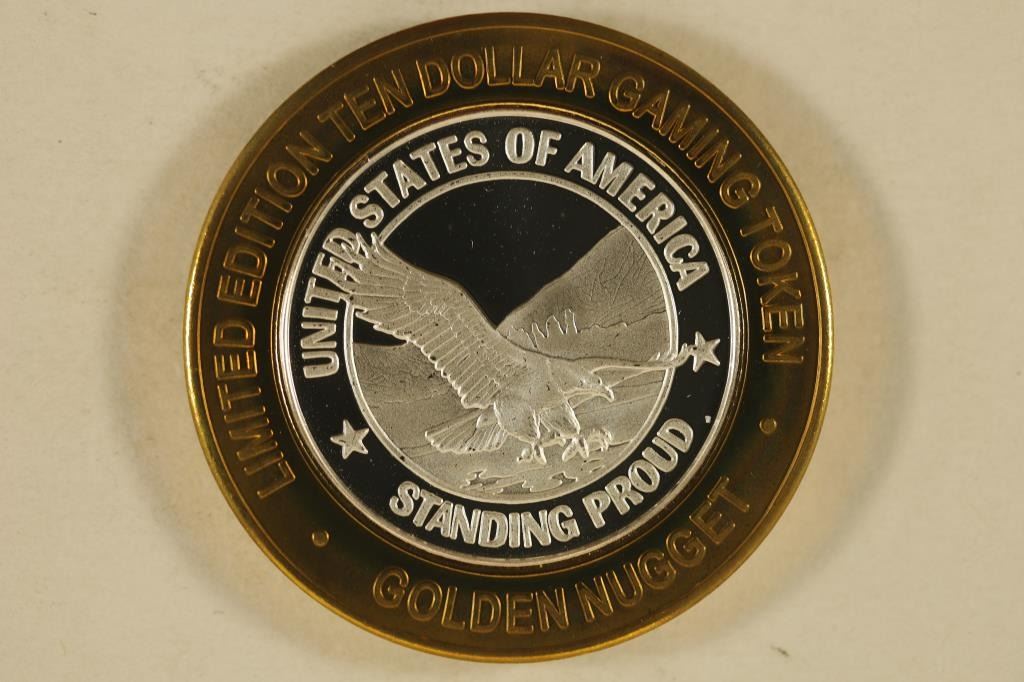 LIMITED EDITION TEN DOLLAR GAMING TOKEN
UNITED STATES OF AMERICA
STANDING PROUD
• GOLDEN NUGGET •